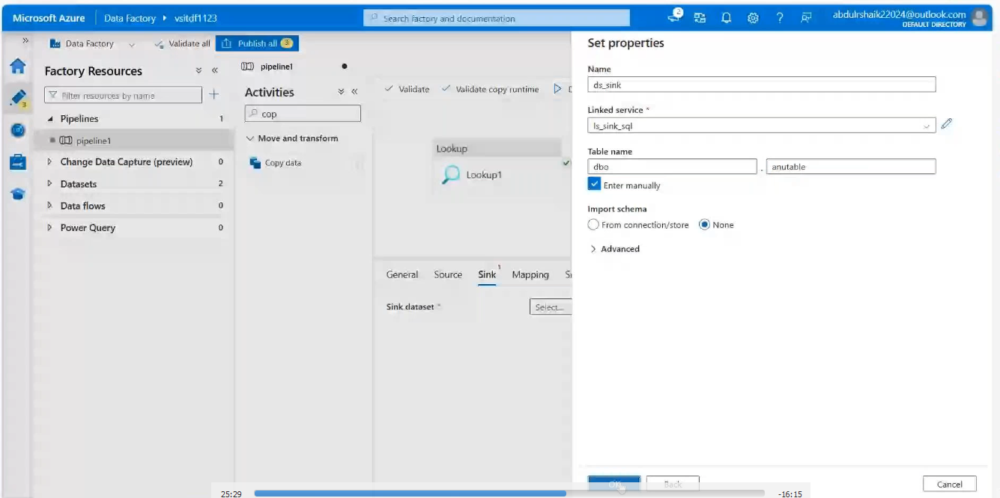 Microsoft Azure
Data Factory
vsitdf1123
Search factory and documentation
2
abdulrshaik22024@outlook.com
DEFAULT DIRECTORY
Data Factory
Validate all
Publish all
3
Factory Resources
Filter resources by name
3
Pipelines 1
pipeline1
Change Data Capture (preview) 0
Datasets 2
Data flows 0
Power Query 0
pipeline1
Activities
cop
Move and transform
Copy data
Validate
Validate copy runtime
Lookup
Lookup1
General
Source
Sink 1
Mapping
Sink dataset *
Select...
Set properties
Name
ds_sink
Linked service *
ls_sink_sql
Table name
dbo . anutable
Enter manually
Import schema
From connection/store
None
Advanced
OK
Back
Cancel
25:29
-16:15